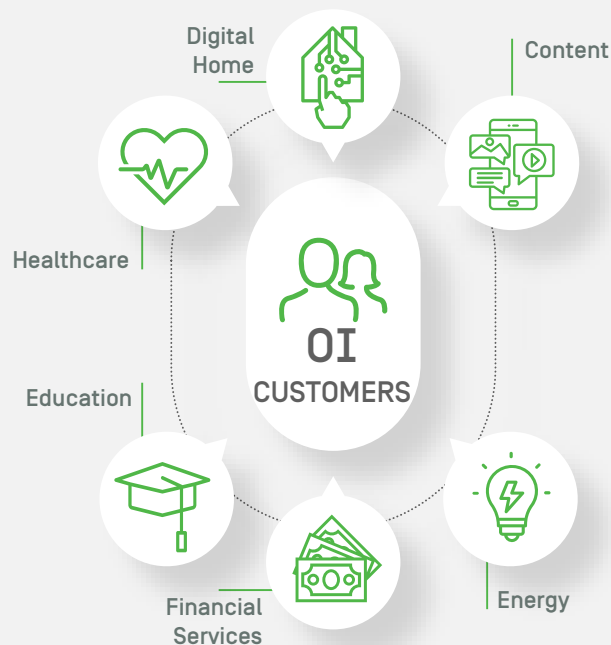 Digital
Home
Content
Healthcare
OI
CUSTOMERS
Education
Energy
Financial
Services